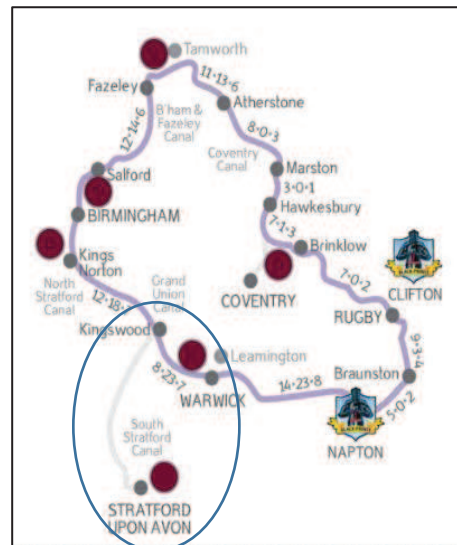 Tamworth
Fazeley
11·13·6
Atherstone
12·14·6
B'ham &
Fazeley
Canal
8·0·3
Coventry
Canal
Salford
Marston
3·0·1
BIRMINGHAM
Hawkesbury
7·1·3
Brinklow
Kings
Norton
COVENTRY
7·0·2
CLIFTON
North
Stratford
Canal
Grand
Union
Canal
12·18·
RUGBY
Kingswood
9·3·4
Leamington
8·23·7
Braunston
WARWICK
14·23·8
5·0·2
NAPTON
South
Stratford
Canal
STRATFORD
UPON AVON